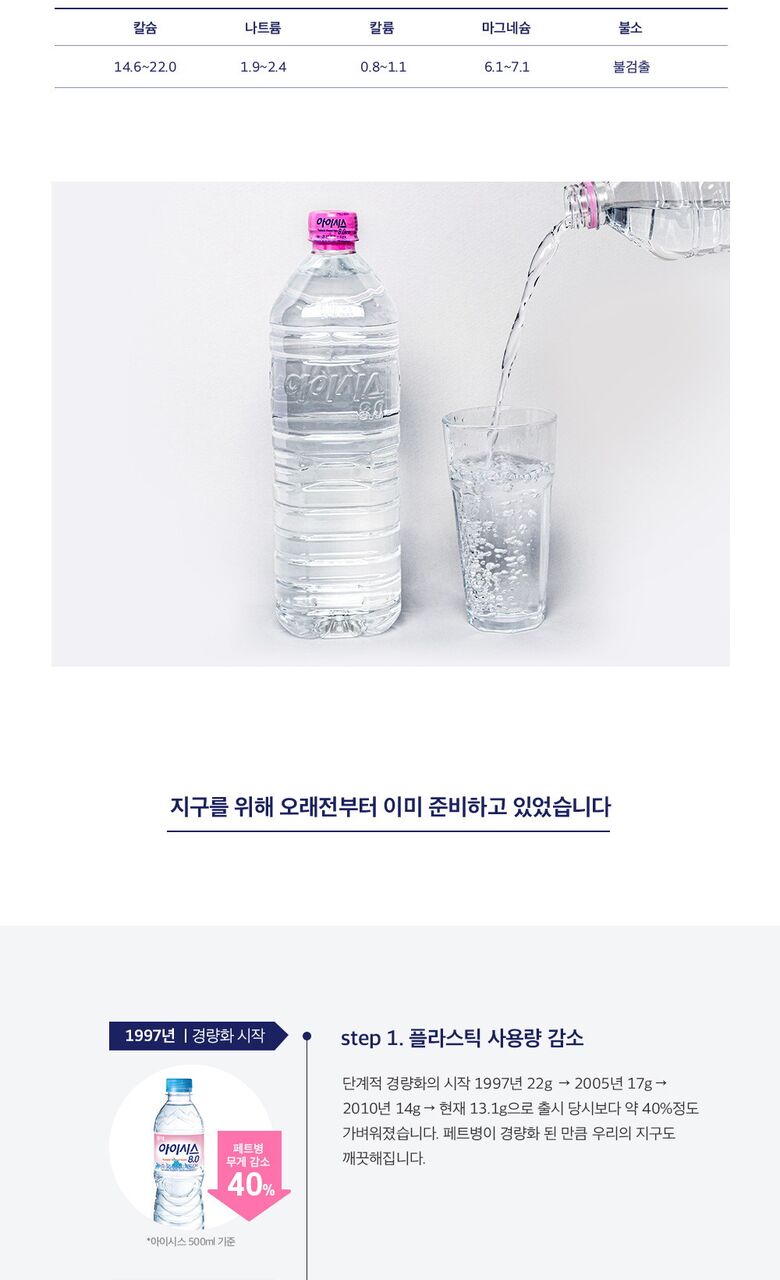 칼슘 나트륨 칼륨 마그네슘 불소
14.6~22.0 1.9~2.4 0.8~1.1 6.1~7.1 불검출
아이시스
8.0
아이시스
8.0
지구를 위해 오래전부터 이미 준비하고 있었습니다
1997년 | 경량화 시작
step 1. 플라스틱 사용량 감소
단계적 경량화의 시작 1997년 22g → 2005년 17g →
2010년 14g → 현재 13.1g으로 출시 당시보다 약 40%정도
가벼워졌습니다. 페트병이 경량화 된 만큼 우리의 지구도
깨끗해집니다.
아이시스
8.0
페트병
무게 감소
40%
*아이시스 500ml 기준